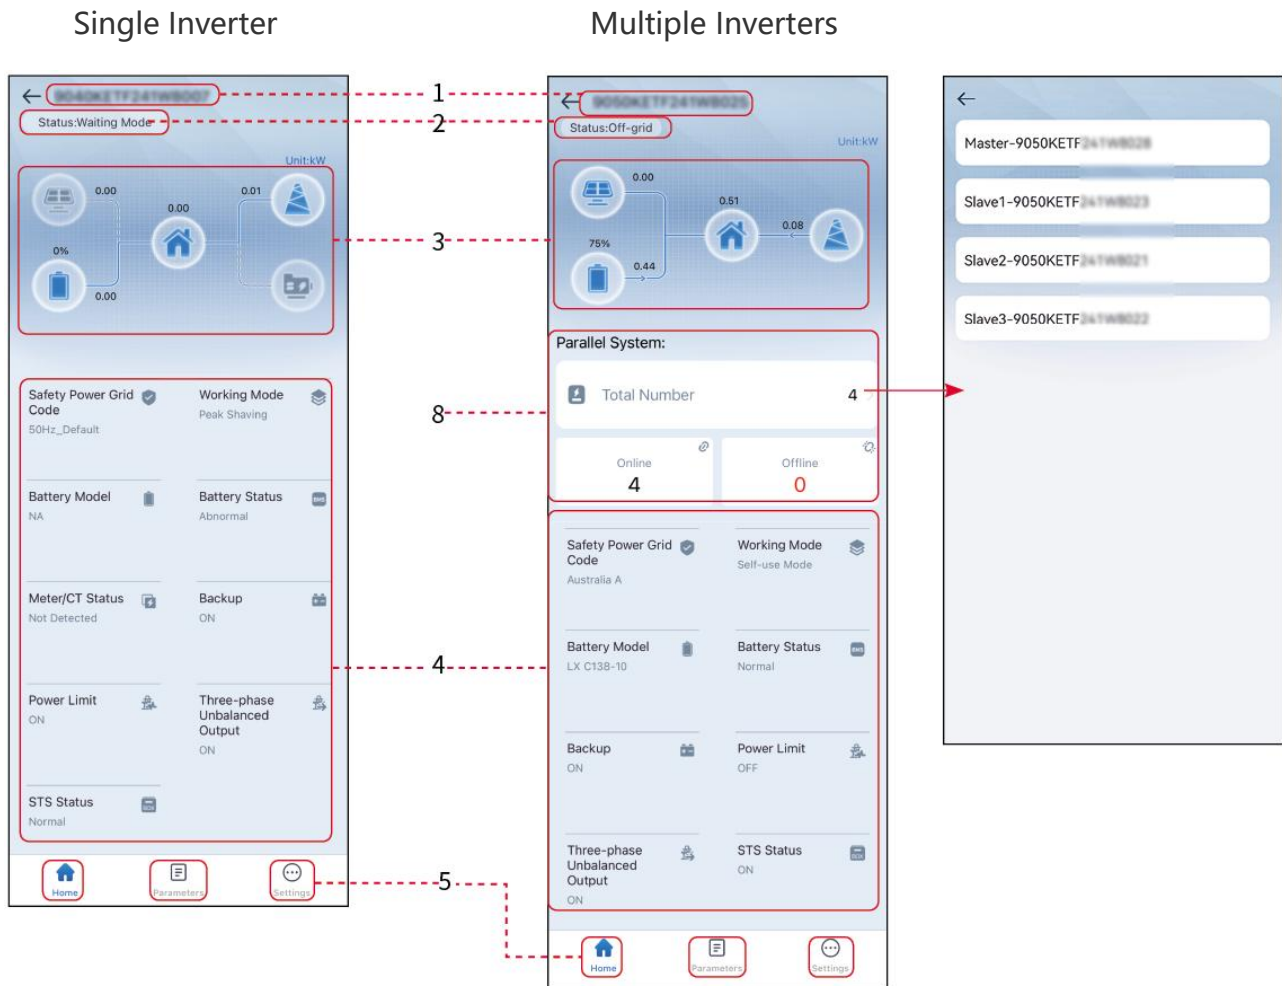 Single Inverter
Multiple Inverters
Status:Waiting Mode
Unit:kW
0.00
0.01
0.00
0%
0.00
Safety Power Grid
Code
50Hz_Default
Working Mode
Peak Shaving
Battery Model
NA
Battery Status
Abnormal
Meter/CT Status
Not Detected
Backup
ON
Power Limit
ON
Three-phase
Unbalanced
Output
ON
STS Status
Normal
Home
Parameters
Settings
1
2
3
8
4
5
Status:Off-grid
Unit:kW
0.00
0.51
0.08
75%
0.44
Parallel System:
Total Number
4
Online
4
Offline
0
Safety Power Grid
Code
Australia A
Working Mode
Self-use Mode
Battery Model
LX C138-10
Battery Status
Normal
Backup
ON
Power Limit
OFF
Three-phase
Unbalanced
Output
ON
STS Status
ON
Home
Parameters
Settings
Master-9050KETF
Slave1-9050KETF
Slave2-9050KETF
Slave3-9050KETF